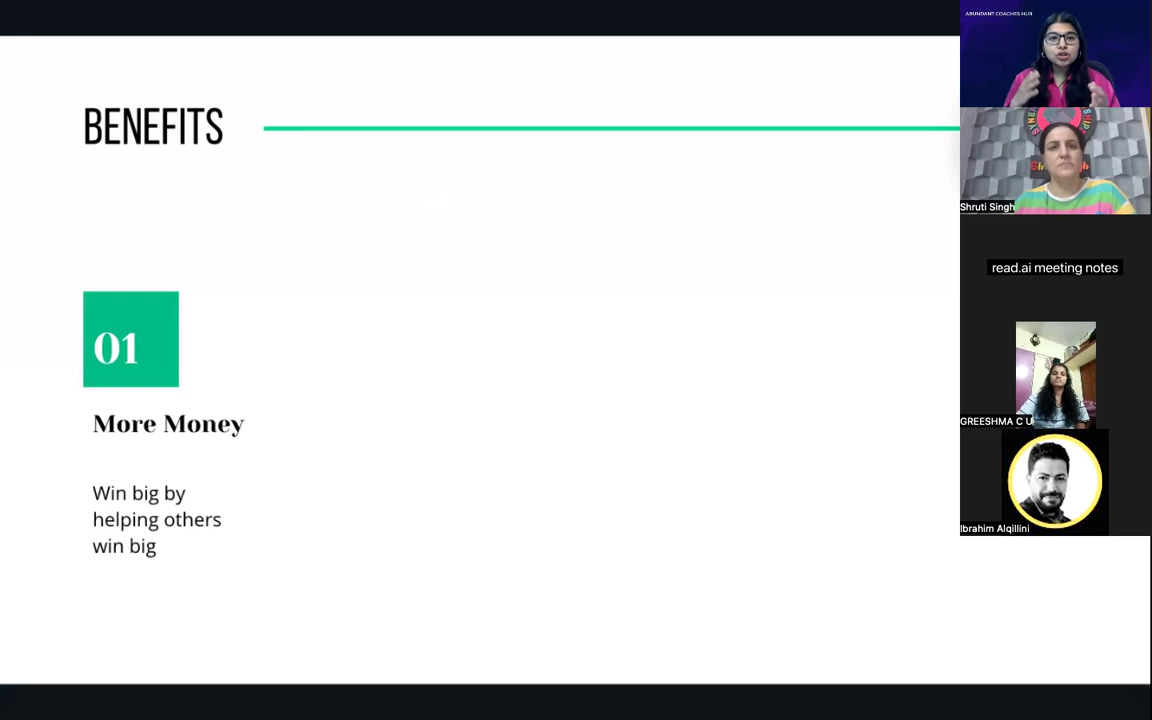 BENEFITS
01
More Money
Win big by
helping others
win big
ABUNDANT COACHES HUB
Shruti Singh
read.ai meeting notes
GREESHMA C U
Ibrahim Alqillini